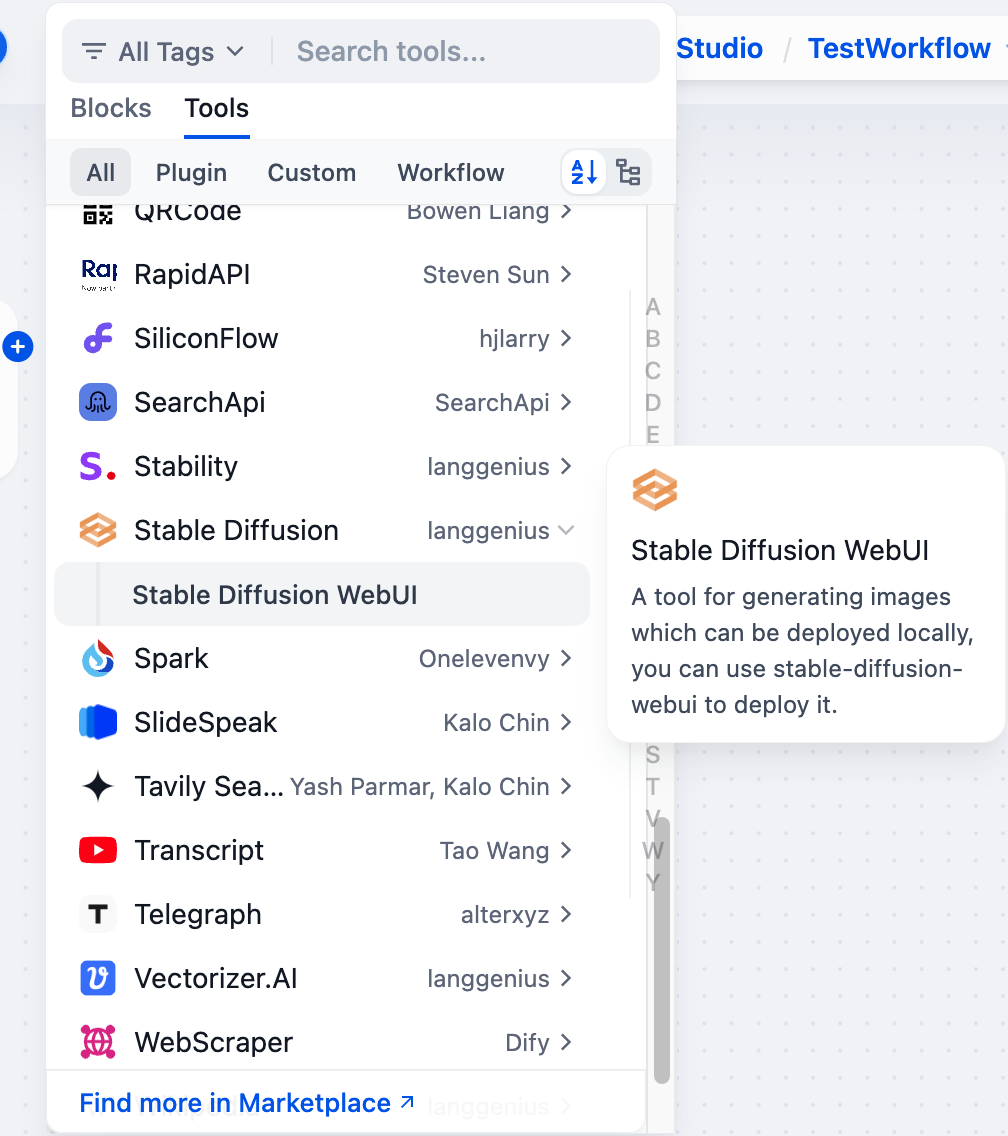 All Tags
Search tools...
Studio / TestWorkflow
Blocks
Tools
All
Plugin
Custom
Workflow
QRCode
Bowen Liang
Rap
RapidAPI
Steven Sun
SiliconFlow
hjlarry
SearchApi
SearchApi
S.
Stability
langgenius
Stable Diffusion
langgenius
Stable Diffusion WebUI
Spark
Onelevenvy
SlideSpeak
Kalo Chin
Tavily Sea...
Yash Parmar, Kalo Chin
Transcript
Tao Wang
T
Telegraph
alterxyz
Vectorizer.AI
langgenius
WebScraper
Dify
Find more in Marketplace
langgenius
A
B
C
D
E
S
T
V
W
Y
Stable Diffusion WebUI
A tool for generating images
which can be deployed locally,
you can use stable-diffusion-
webui to deploy it.